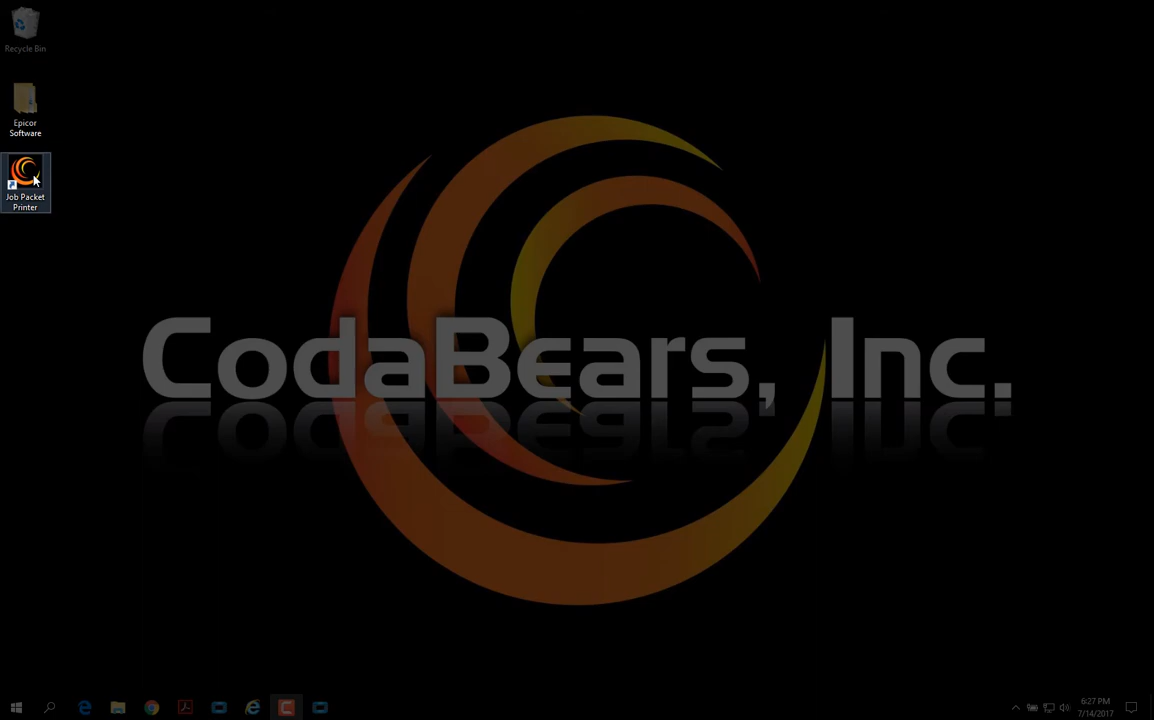 Recycle Bin
Epicor
Software
Job Packet
Printer
CodaBears, Inc.
6:27 PM
7/14/2017